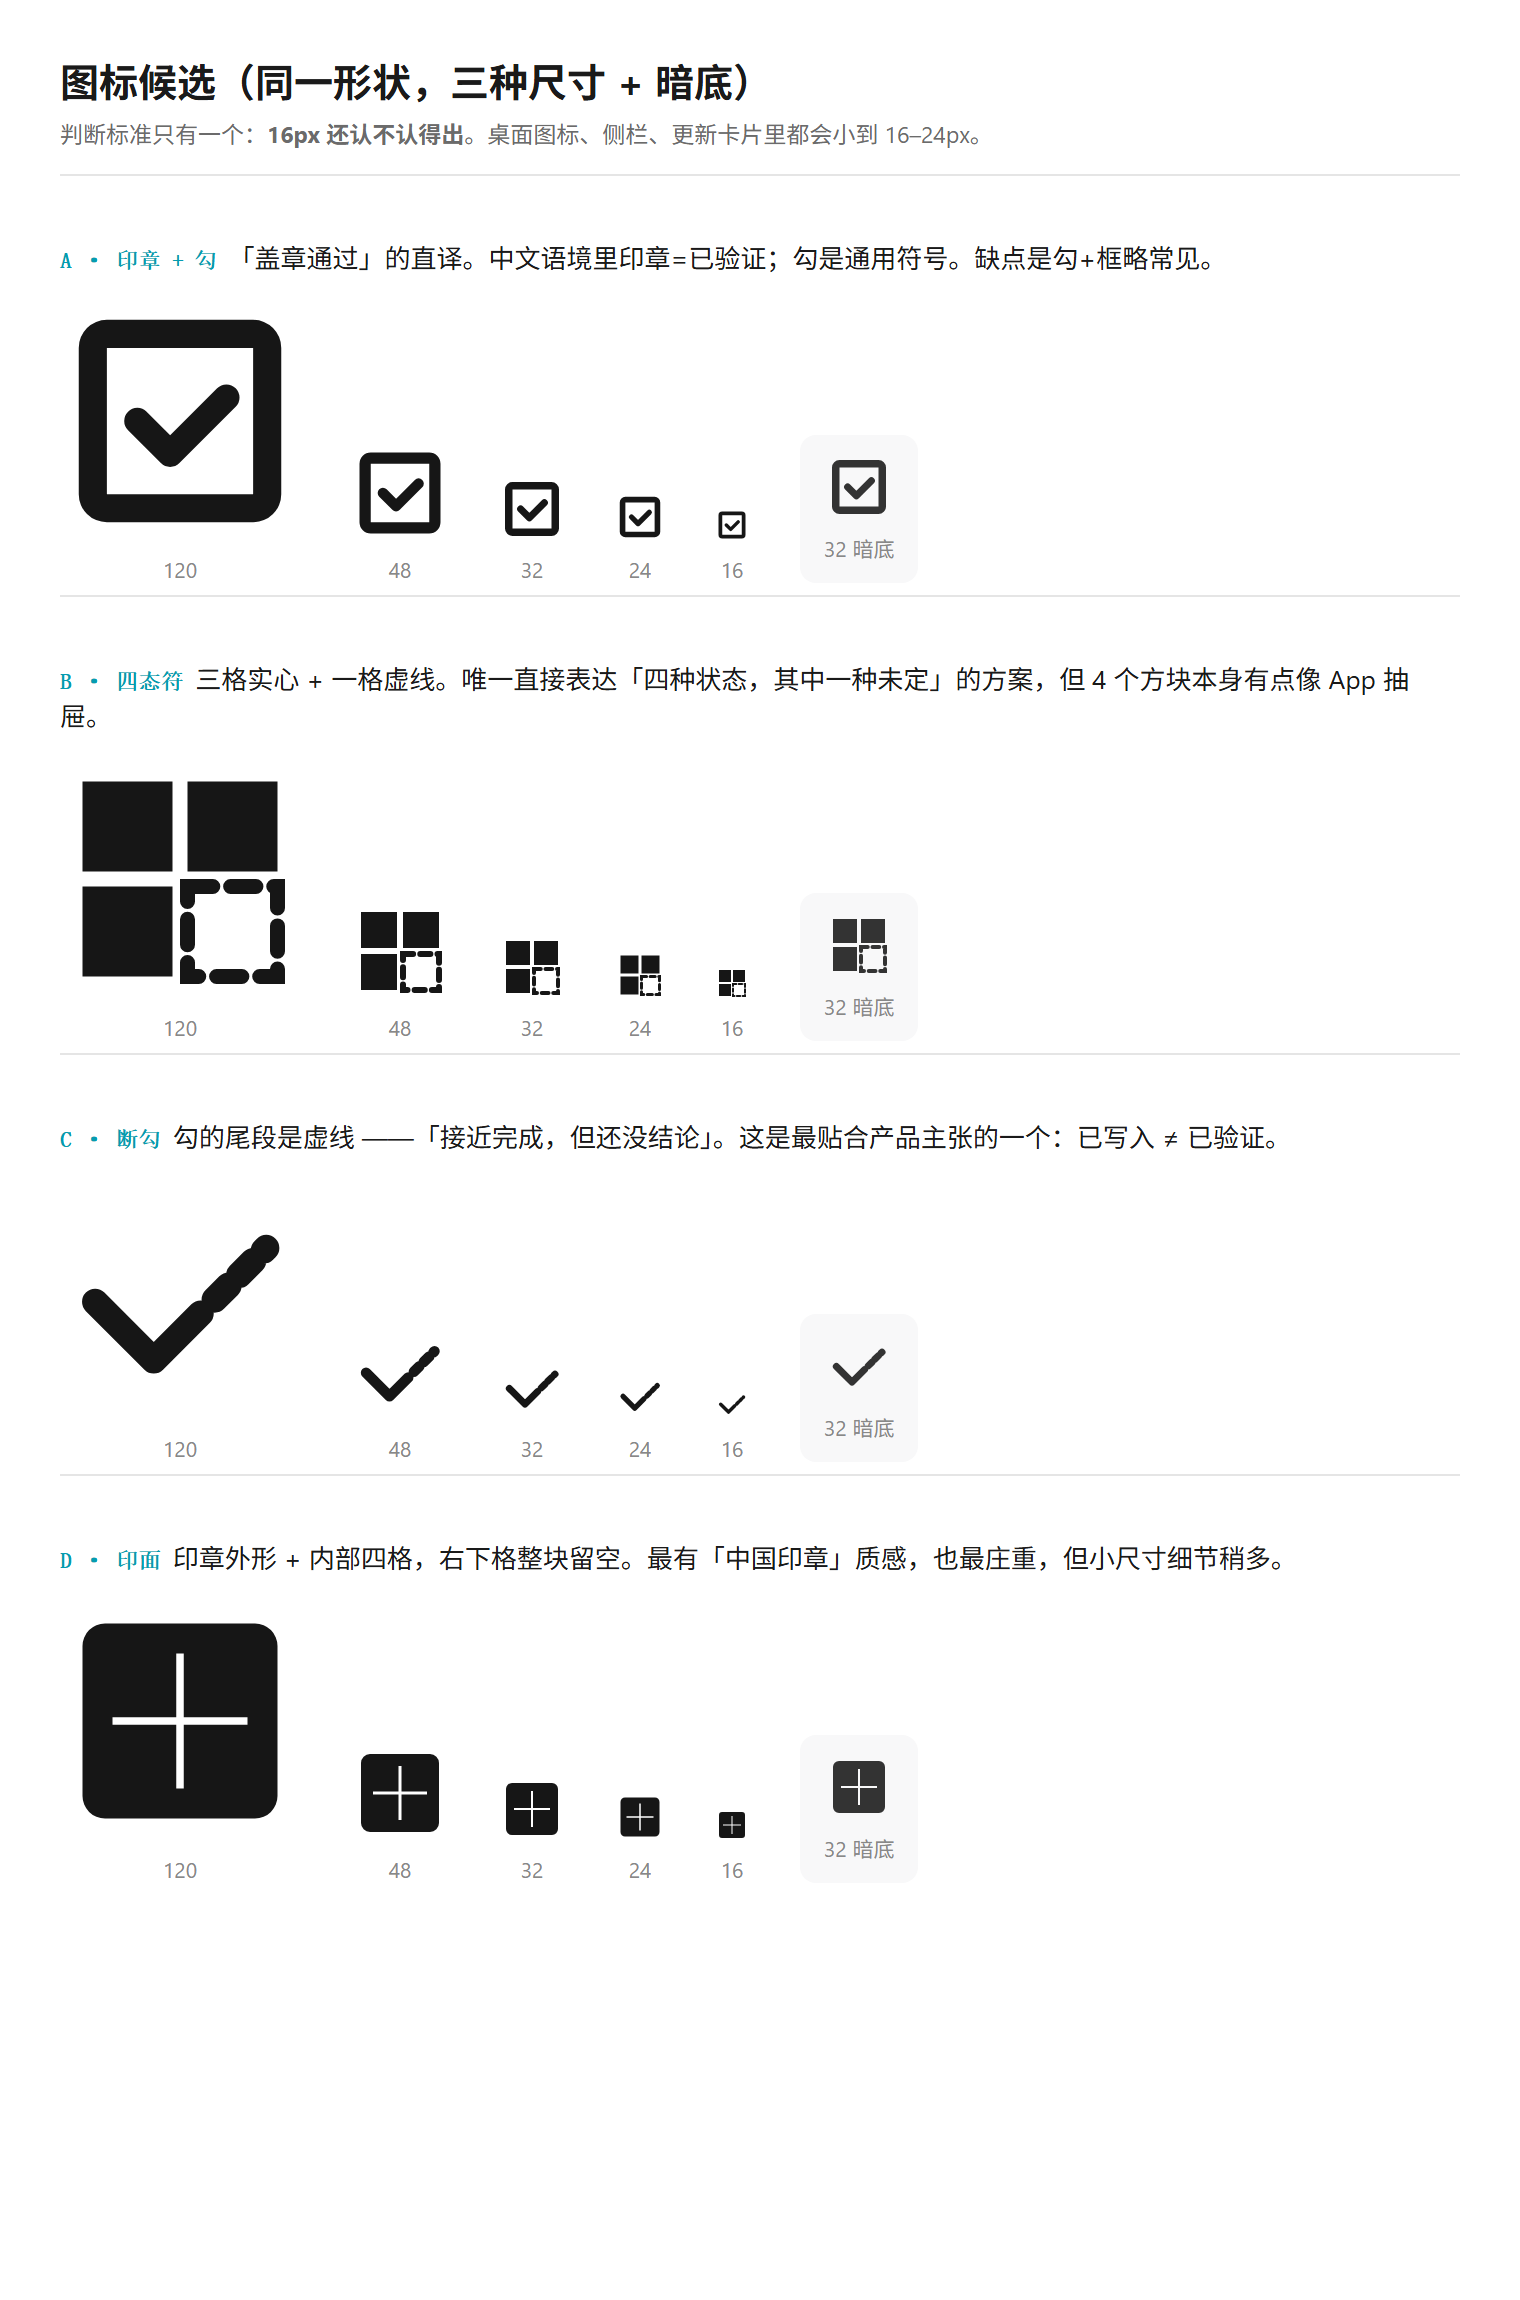 图标候选（同一形状，三种尺寸 + 暗底）
判断标准只有一个：16px 还认不认得出。桌面图标、侧栏、更新卡片里都会小到 16–24px。
A · 印章 + 勾 「盖章通过」的直译。中文语境里印章=已验证；勾是通用符号。缺点是勾+框略常见。
32 暗底
120 48 32 24 16
B · 四态符 三格实心 + 一格虚线。唯一直接表达「四种状态，其中一种未定」的方案，但 4 个方块本身有点像 App 抽
屉。
32 暗底
120 48 32 24 16
C · 断勾 勾的尾段是虚线 ——「接近完成，但还没结论」。这是最贴合产品主张的一个：已写入 ≠ 已验证。
32 暗底
120 48 32 24 16
D · 印面 印章外形 + 内部四格，右下格整块留空。最有「中国印章」质感，也最庄重，但小尺寸细节稍多。
32 暗底
120 48 32 24 16